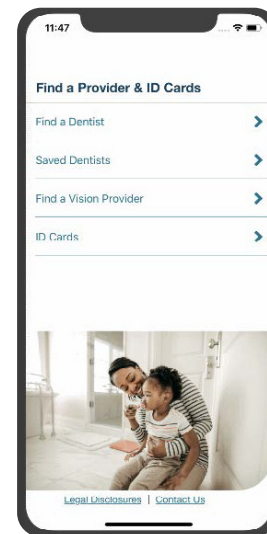 11:47
Find a Provider & ID Cards
Find a Dentist
Saved Dentists
Find a Vision Provider
ID Cards
Legal Disclosures | Contact Us